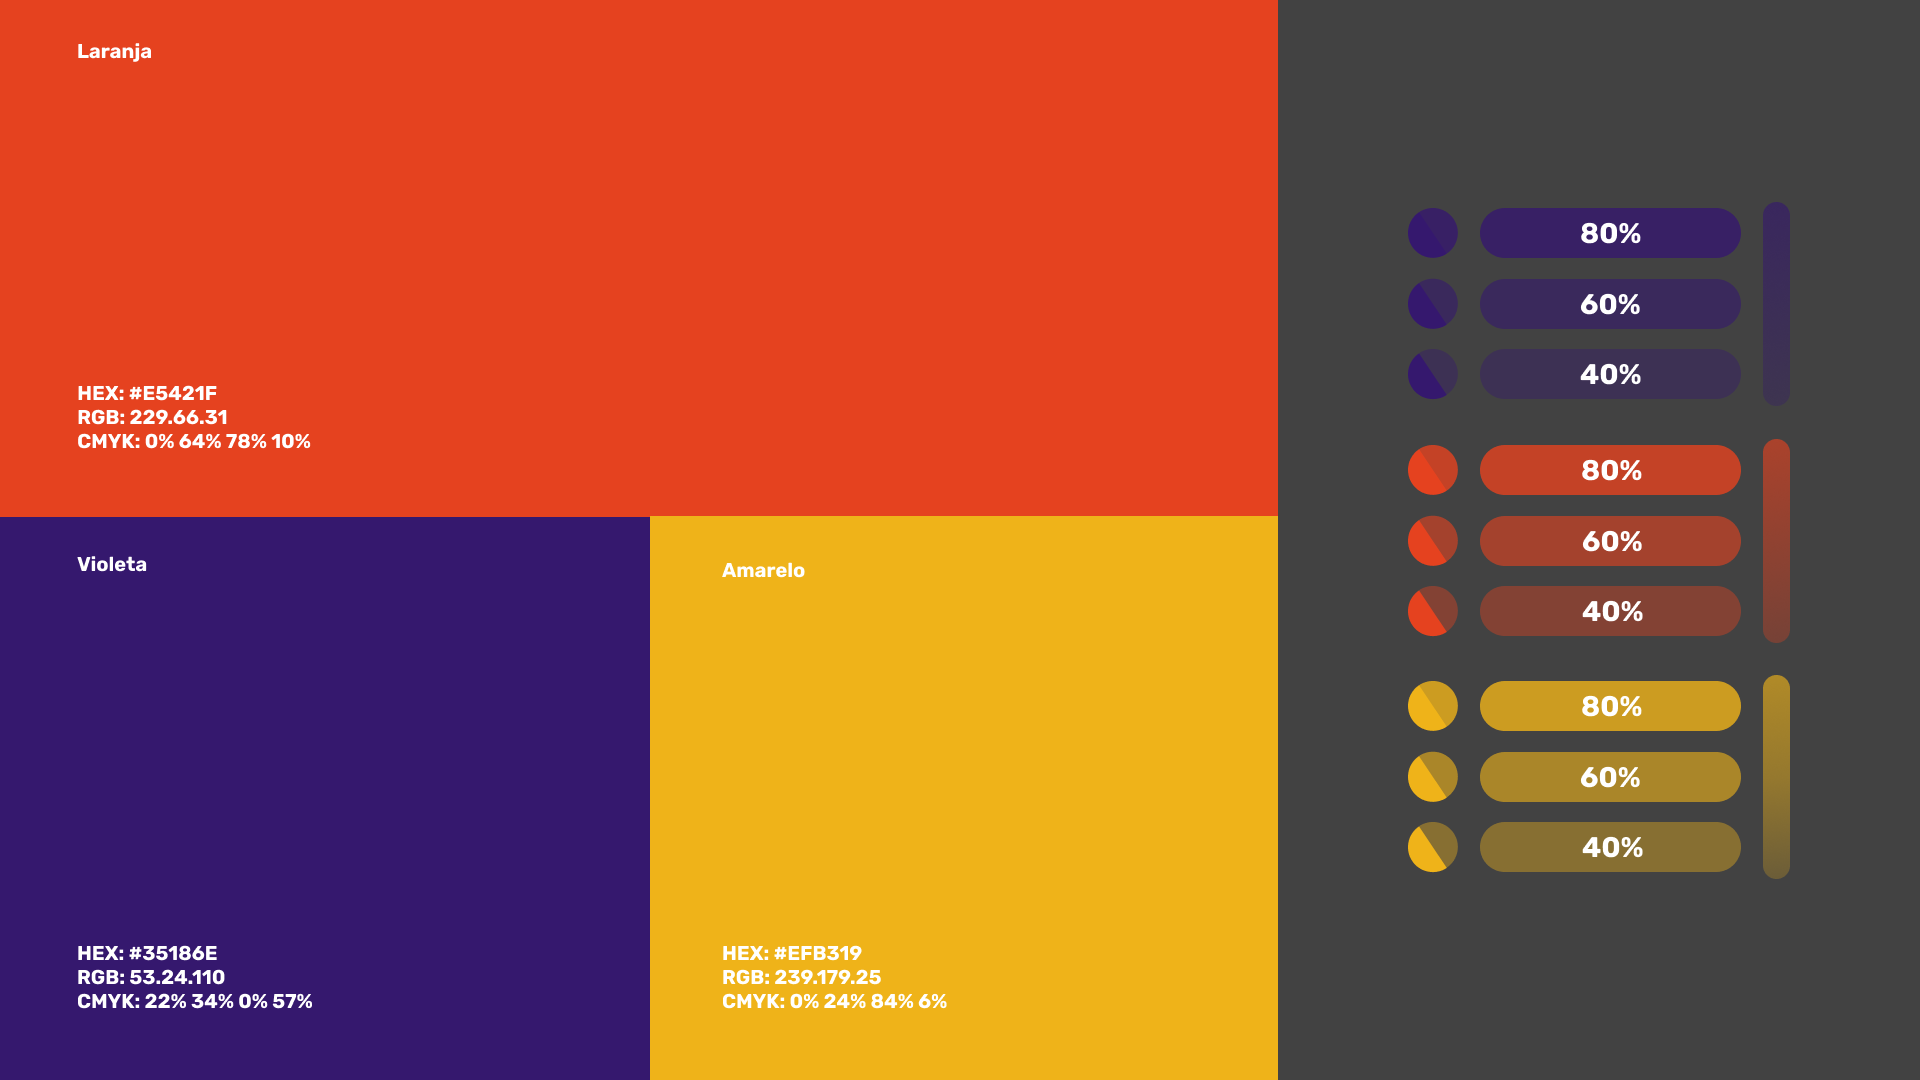 Laranja
HEX: #E5421F
RGB: 229.66.31
CMYK: 0% 64% 78% 10%
Violeta
HEX: #35186E
RGB: 53.24.110
CMYK: 22% 34% 0% 57%
Amarelo
HEX: #EFB319
RGB: 239.179.25
CMYK: 0% 24% 84% 6%
80%
60%
40%
80%
60%
40%
80%
60%
40%